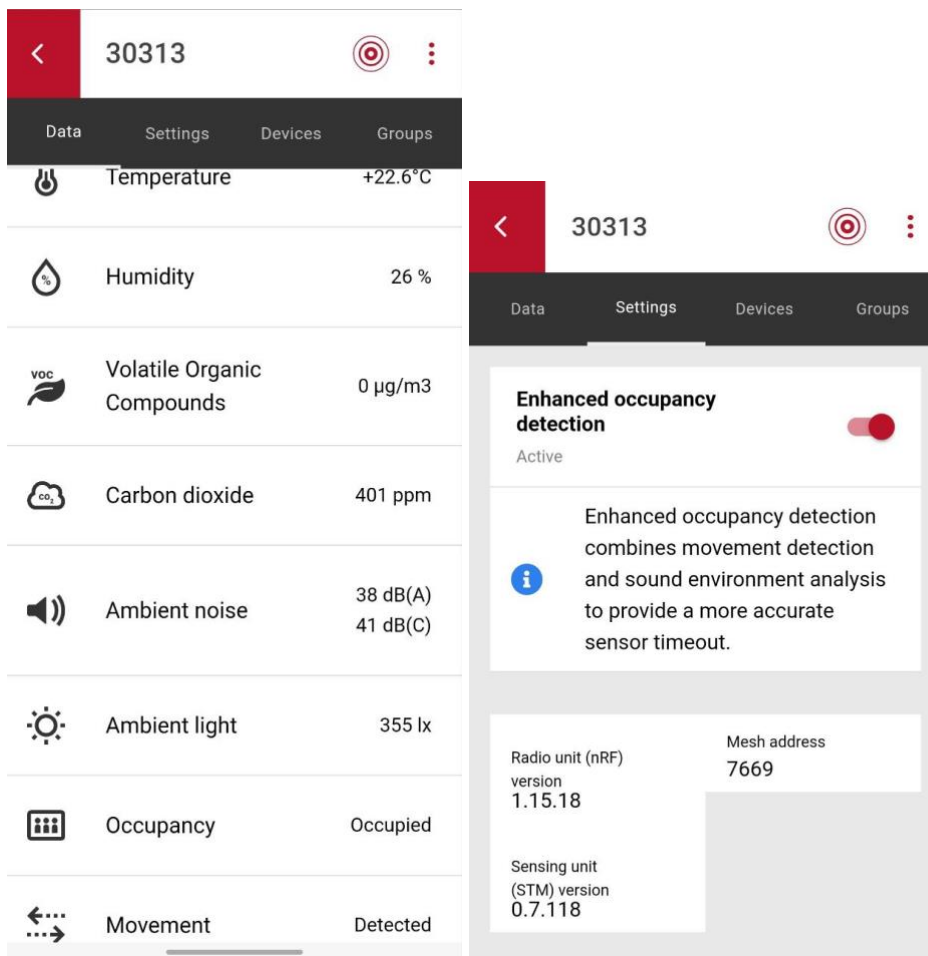 30313
Data Settings Devices Groups
Temperature +22.6°C
% Humidity 26 %
VOC Volatile Organic
Compounds 0 µg/m3
CO₂ Carbon dioxide 401 ppm
Ambient noise 38 dB(A)
41 dB(C)
Ambient light 355 lx
Occupancy Occupied
Movement Detected
30313
Data Settings Devices Groups
Enhanced occupancy
detection
Active
Enhanced occupancy detection
combines movement detection
and sound environment analysis
to provide a more accurate
sensor timeout.
Radio unit (nRF)
version
1.15.18
Mesh address
7669
Sensing unit
(STM) version
0.7.118